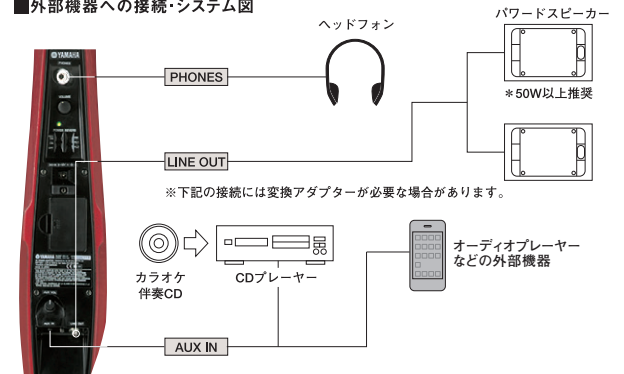 ■外部機器への接続・システム図
パワードスピーカー
ヘッドフォン
YAMAHA
PHONES
PHONES
VOLUME
*50W以上推奨
LINE OUT
※下記の接続には変換アダプターが必要な場合があります。
オーディオプレーヤー
などの外部機器
カラオケ
伴奏CD
CDプレーヤー
YAMAHA
AUX IN